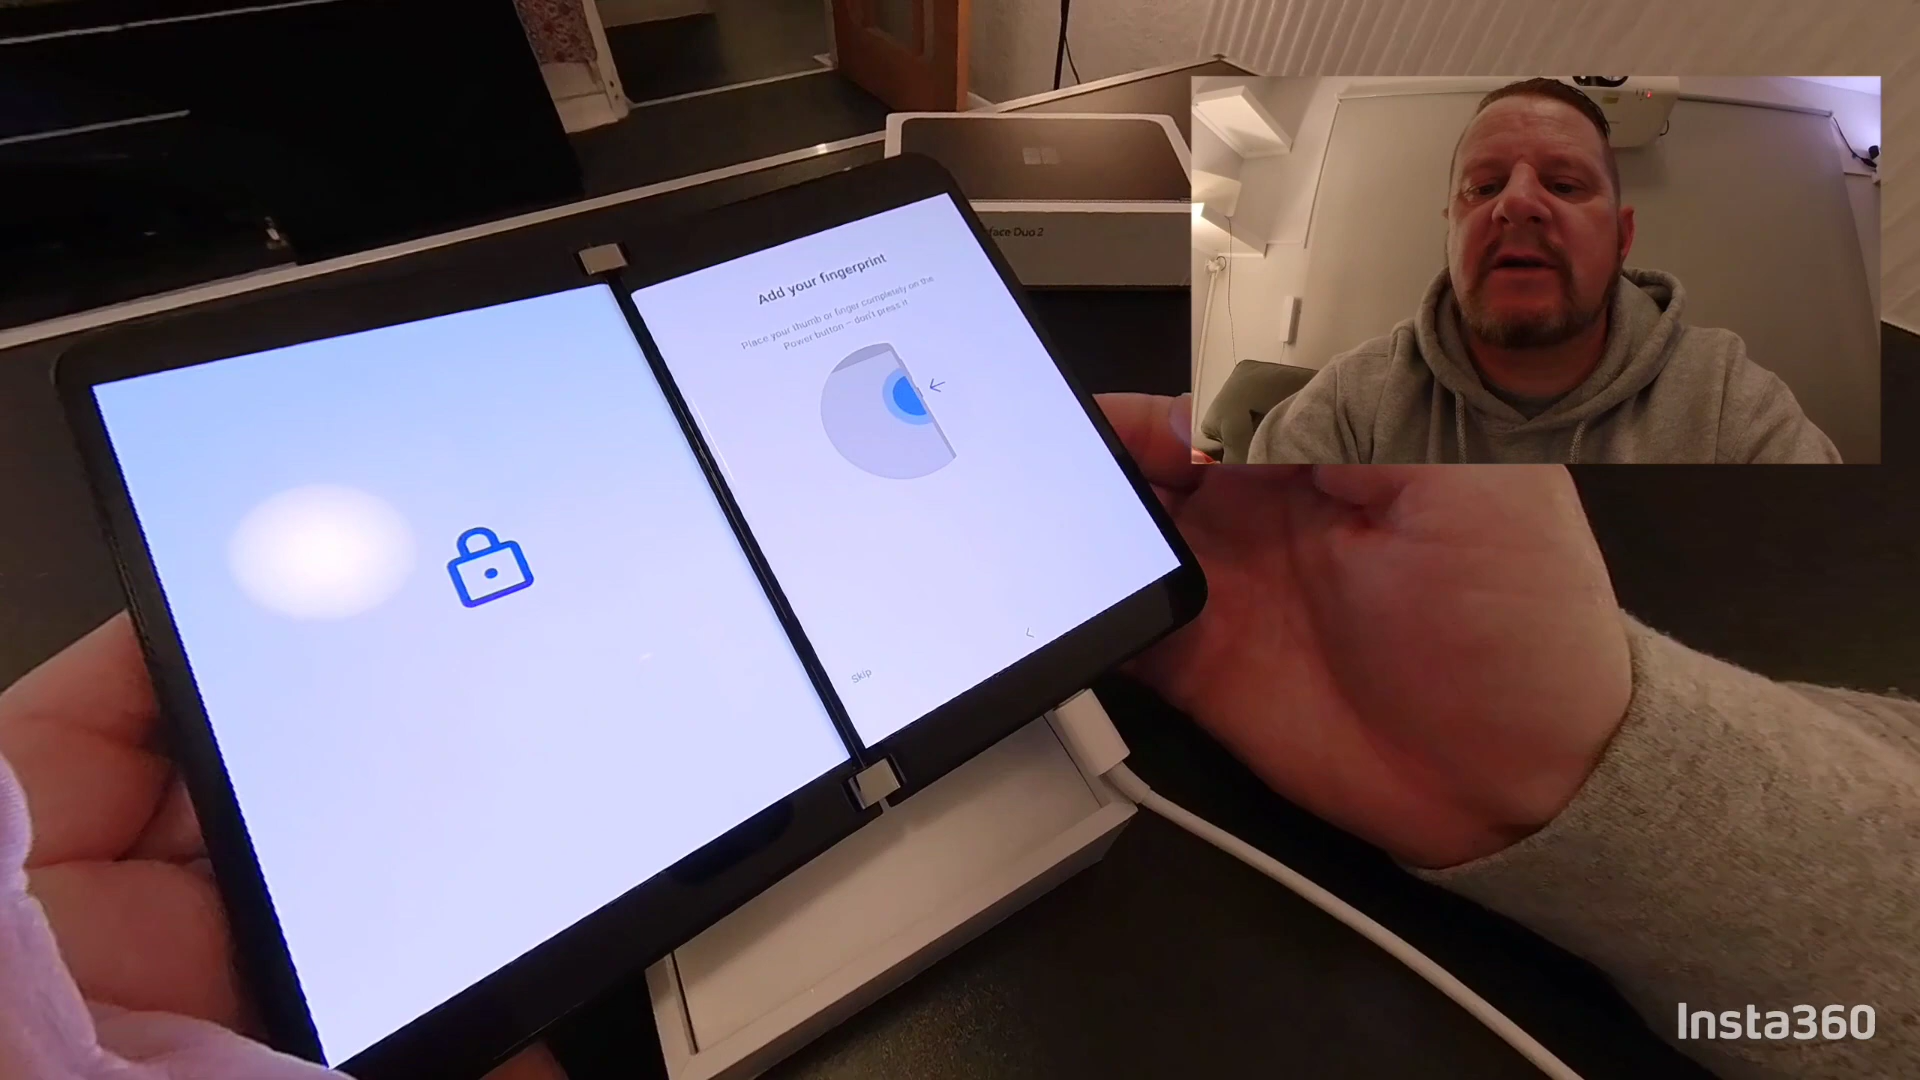 face Duo 2
Add your fingerprint
Place your thumb or finger completely on the
Power button – don't press it
Skip
Insta360